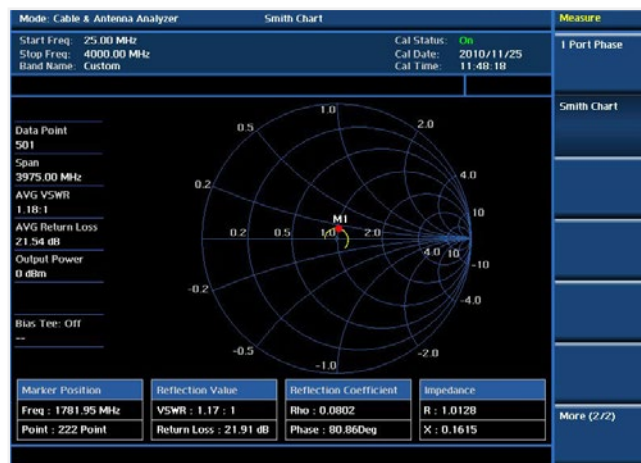 Mode: Cable & Antenna Analyzer Smith Chart Measure
Start Freq: 25.00 MHz Cal Status: On
Stop Freq: 4000.00 MHz Cal Date: 2010/11/25
Band Name: Custom Cal Time: 11:48:18
1 Port Phase
Smith Chart
Data Point
501
Span
3975.00 MHz
AVG VSWR
1.18:1
AVG Return Loss
21.54 dB
Output Power
0 dBm
Bias Tee: Off
--
1.0
0.5 2.0
4.0
0.2
10
M1
0.2 0.5 1.0 2.0
4.0 10
-10
-0.2
-4.0
-0.5 -2.0
-1.0
Marker Position Reflection Value Reflection Coefficient Impedance
Freq : 1781.95 MHz VSWR : 1.17 : 1 Rho : 0.0802 R : 1.0128
Point : 222 Point Return Loss : 21.91 dB Phase : 80.86Deg X : 0.1615
More (2/2)